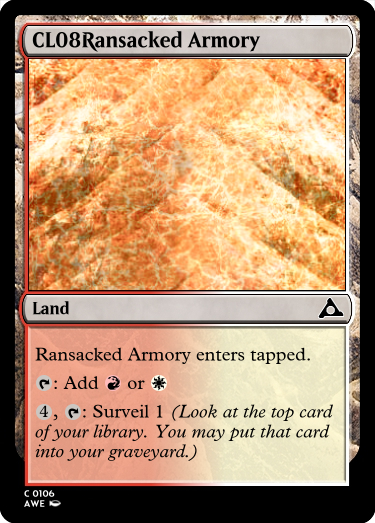 CL08Ransacked Armory
Land
Ransacked Armory enters tapped.
: Add or
4, : Surveil 1 (Look at the top card
of your library. You may put that card
into your graveyard.)
C 0106
AWE